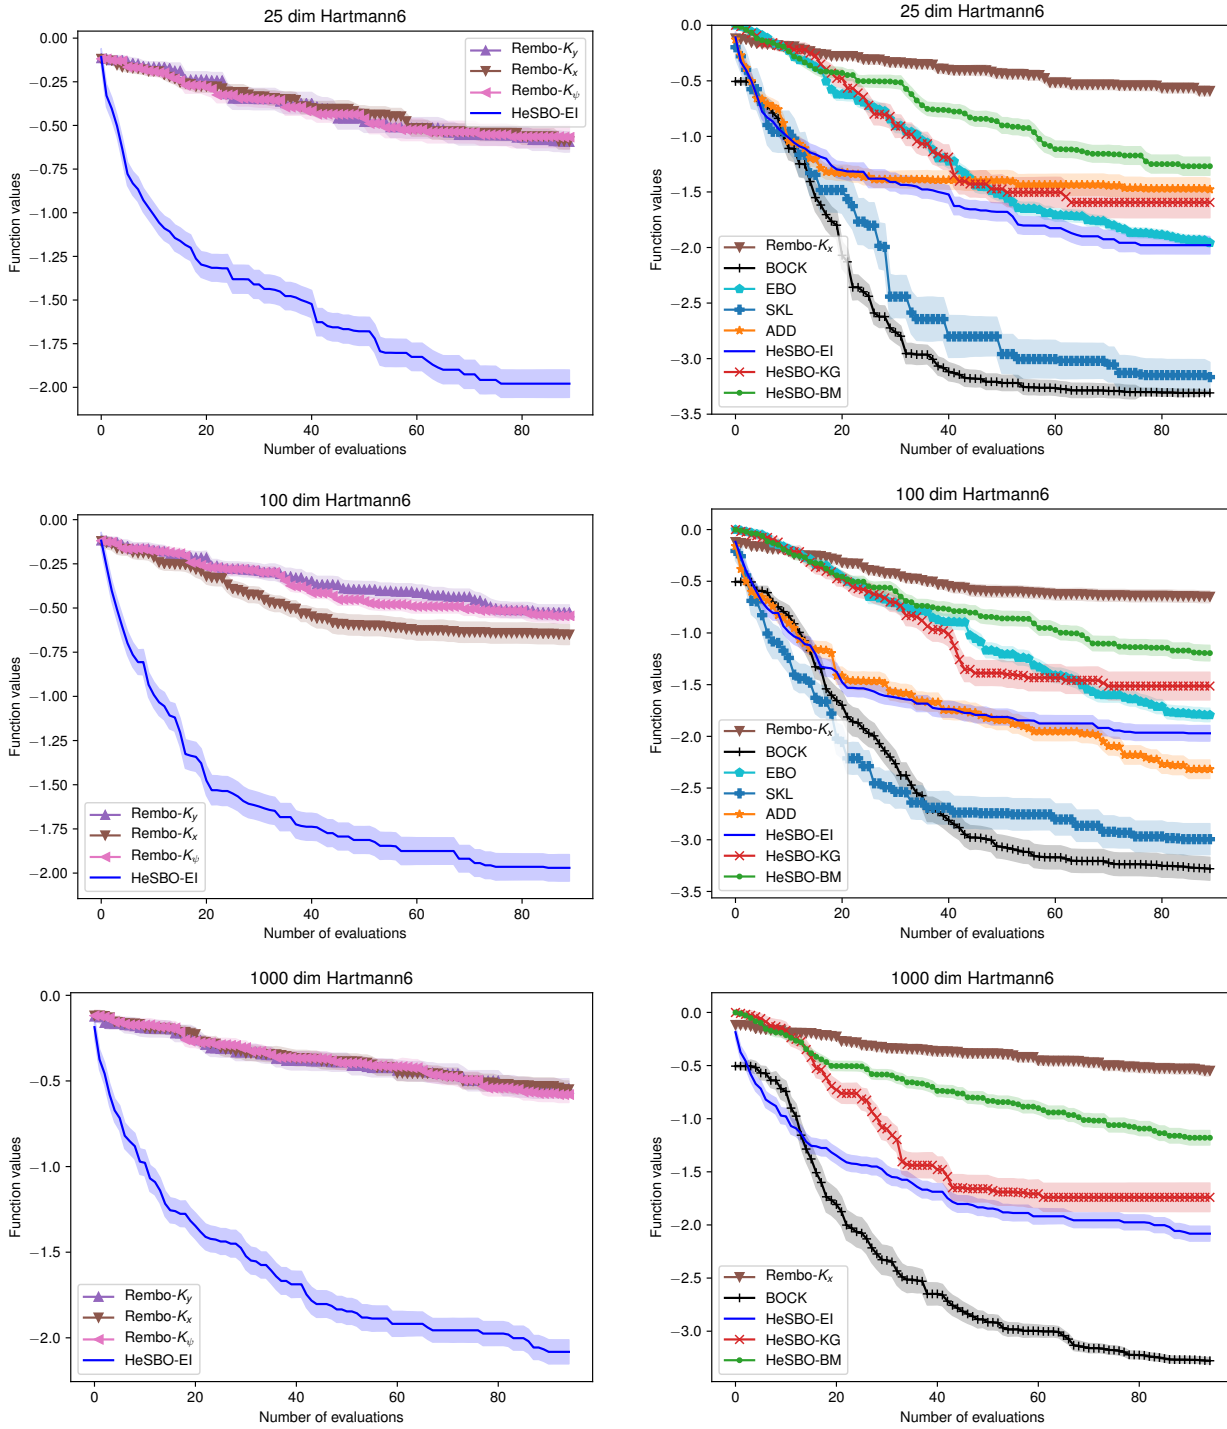 25 dim Hartmann6
0.00
−0.25
−0.50
−0.75
−1.00
−1.25
−1.50
−1.75
−2.00
Function values
0
20
40
60
80
Number of evaluations
Rembo-Ky
Rembo-Kx
Rembo-Kψ
HeSBO-EI
25 dim Hartmann6
0.0
−0.5
−1.0
−1.5
−2.0
−2.5
−3.0
−3.5
Function values
0
20
40
60
80
Number of evaluations
Rembo-Kx
BOCK
EBO
SKL
ADD
HeSBO-EI
HeSBO-KG
HeSBO-BM
100 dim Hartmann6
0.00
−0.25
−0.50
−0.75
−1.00
−1.25
−1.50
−1.75
−2.00
Function values
0
20
40
60
80
Number of evaluations
Rembo-Ky
Rembo-Kx
Rembo-Kψ
HeSBO-EI
100 dim Hartmann6
0.0
−0.5
−1.0
−1.5
−2.0
−2.5
−3.0
−3.5
Function values
0
20
40
60
80
Number of evaluations
Rembo-Kx
BOCK
EBO
SKL
ADD
HeSBO-EI
HeSBO-KG
HeSBO-BM
1000 dim Hartmann6
0.0
−0.5
−1.0
−1.5
−2.0
Function values
0
20
40
60
80
Number of evaluations
Rembo-Ky
Rembo-Kx
Rembo-Kψ
HeSBO-EI
1000 dim Hartmann6
0.0
−0.5
−1.0
−1.5
−2.0
−2.5
−3.0
Function values
0
20
40
60
80
Number of evaluations
Rembo-Kx
BOCK
HeSBO-EI
HeSBO-KG
HeSBO-BM